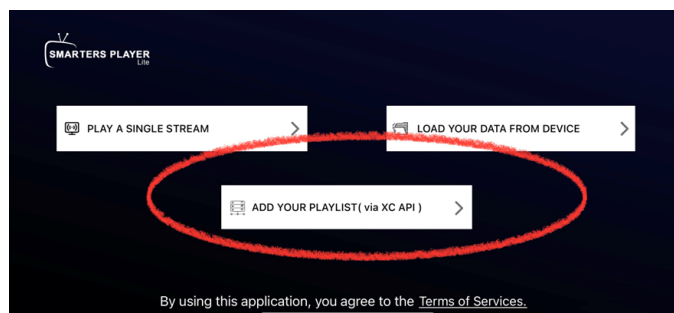 SMARTERS PLAYER
Lite
PLAY A SINGLE STREAM
LOAD YOUR DATA FROM DEVICE
ADD YOUR PLAYLIST( via XC API )
By using this application, you agree to the Terms of Services.